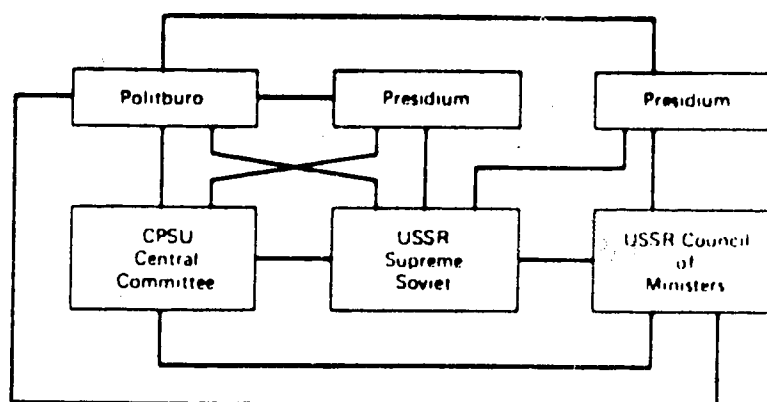 Politburo
Presidium
Presidium
CPSU
Central
Committee
USSR
Supreme
Soviet
USSR Council
of
Ministers